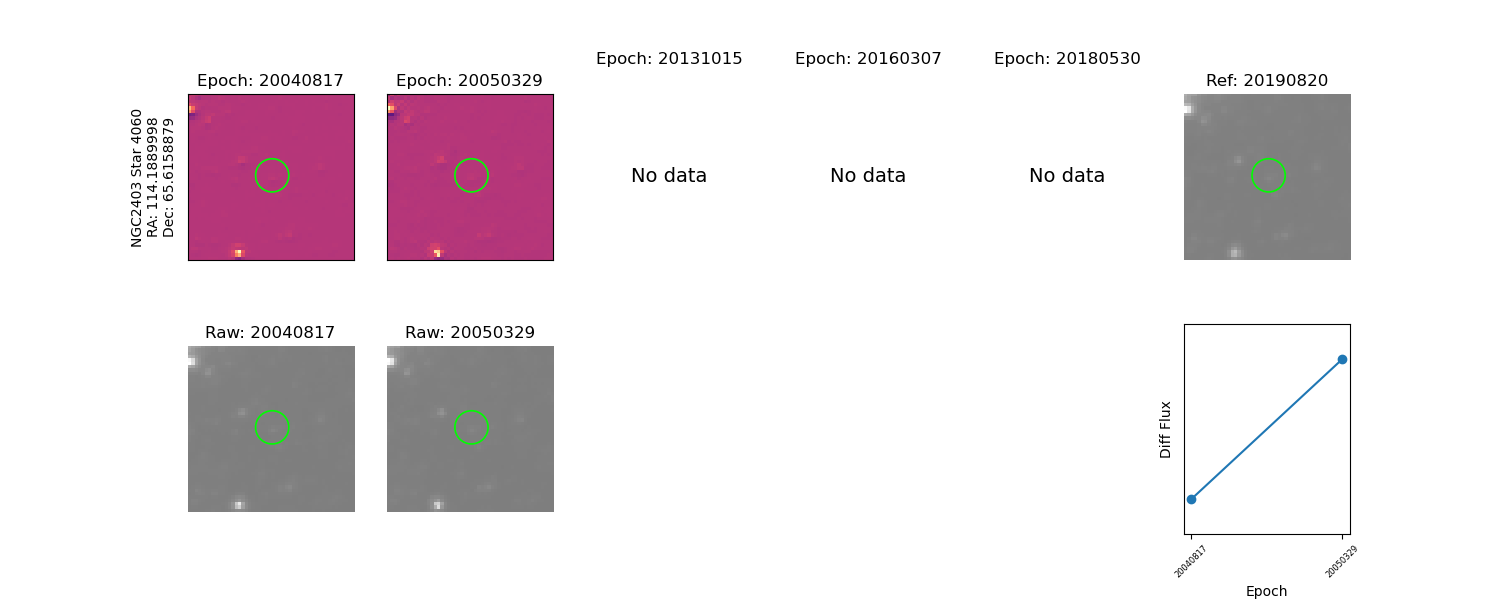 Epoch: 20040817
Epoch: 20050329
Epoch: 20131015
Epoch: 20160307
Epoch: 20180530
Ref: 20190820
NGC2403 Star 4060
RA: 114.1889998
Dec: 65.6158879
No data
No data
No data
Raw: 20040817
Raw: 20050329
Diff Flux
20040817
20050329
Epoch